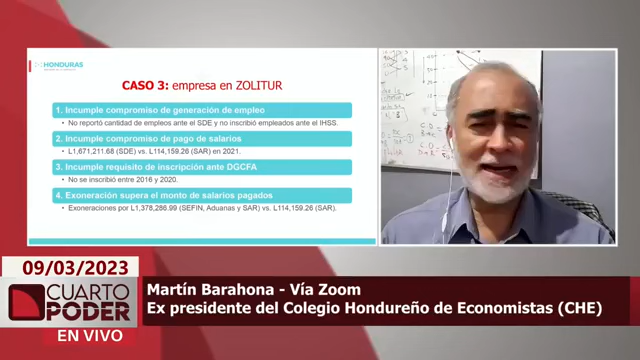 HONDURAS
CASO 3: empresa en ZOLITUR
1. Incumple compromiso de generación de empleo
• No reportó cantidad de empleos ante el SDE y no inscribió empleados ante el IHSS.
2. Incumple compromiso de pago de salarios
• L1,671,211.68 (SDE) vs. L114,159.26 (SAR) en 2021.
3. Incumple requisito de inscripción ante DGCFA
• No se inscribió entre 2016 y 2020.
4. Exoneración supera el monto de salarios pagados
• Exoneraciones por L1,378,286.99 (SEFIN, Aduanas y SAR) vs. L114,159.26 (SAR).
09/03/2023
CUARTO
PODER
EN VIVO
Martín Barahona - Vía Zoom
Ex presidente del Colegio Hondureño de Economistas (CHE)